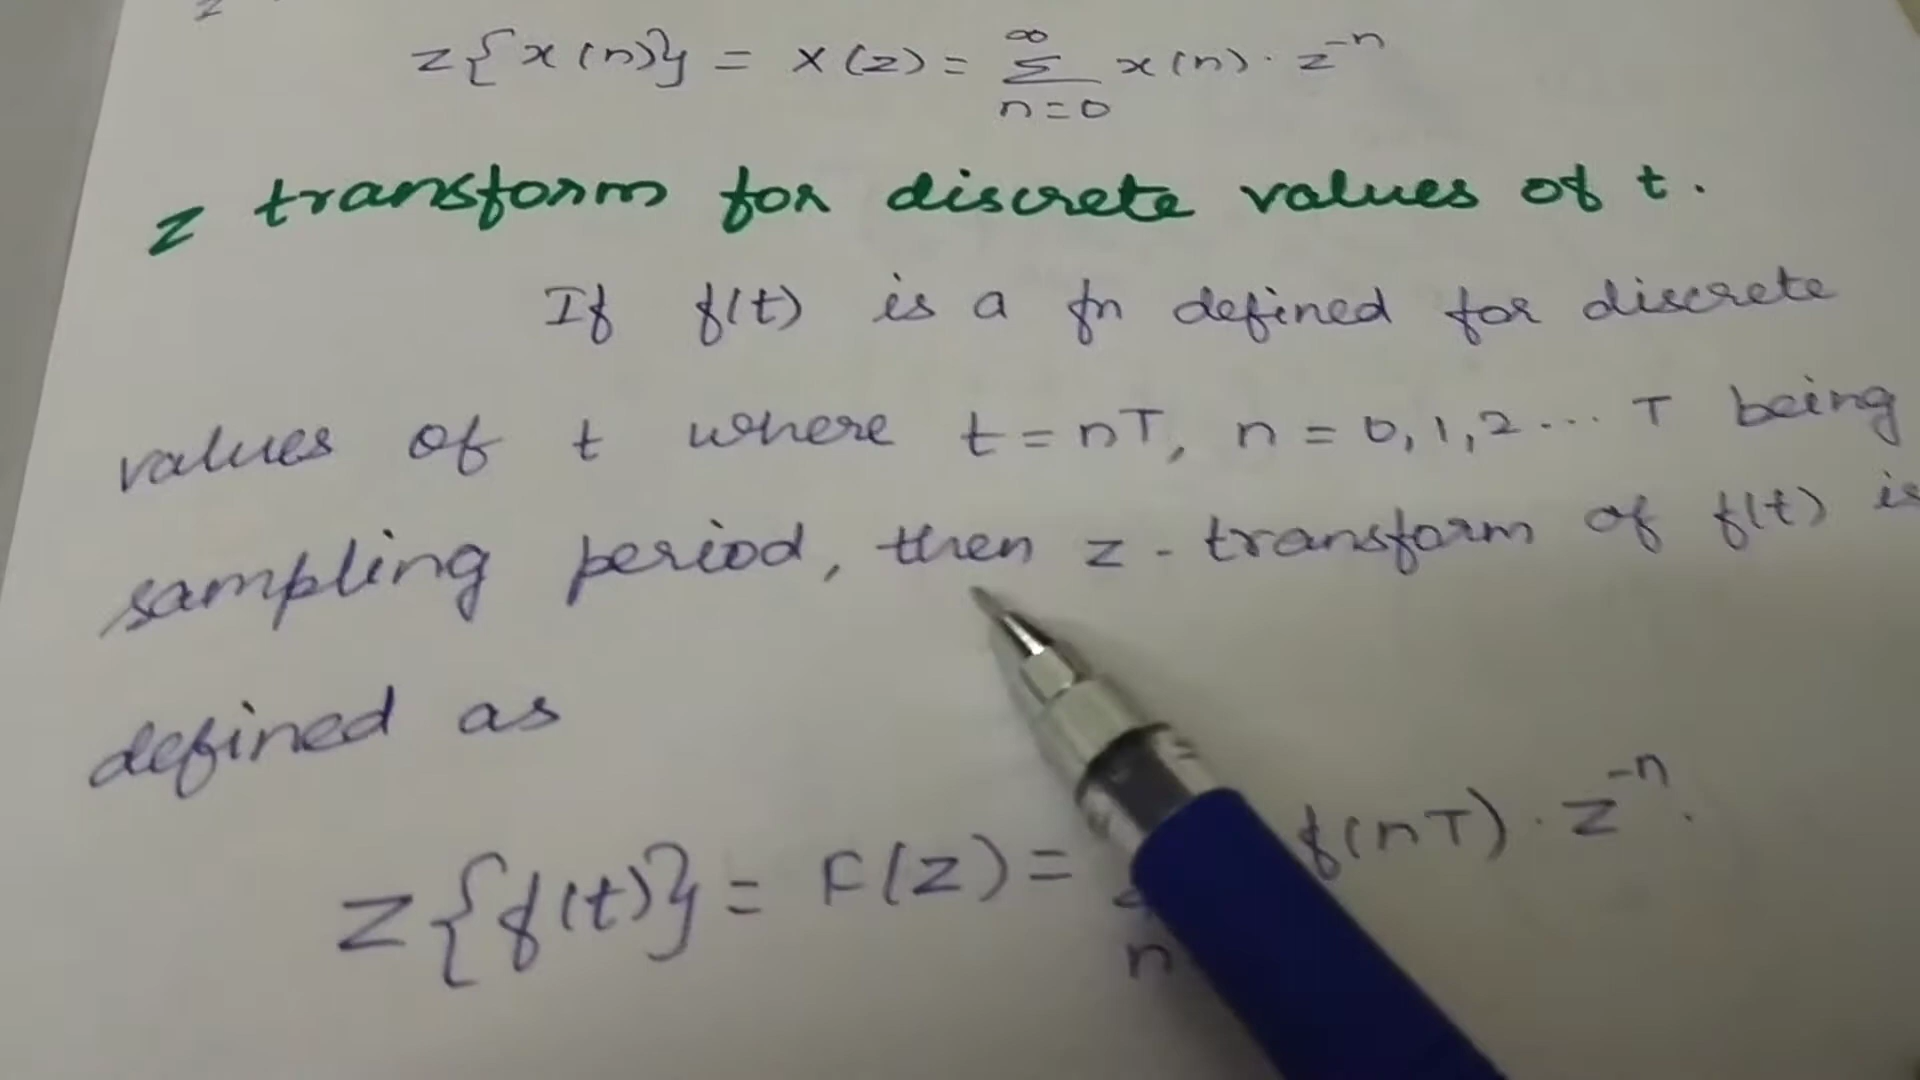 z{x(n)} = X(z) = ∞ Σ n=0 x(n) · z^-n
z transform for discrete values of t.
If f(t) is a fn defined for discrete
values of t where t = nT, n = 0, 1, 2 ... T being
sampling period, then z - transform of f(t) is
defined as
z{f(t)} = F(z) = n f(nT) · z^-n.